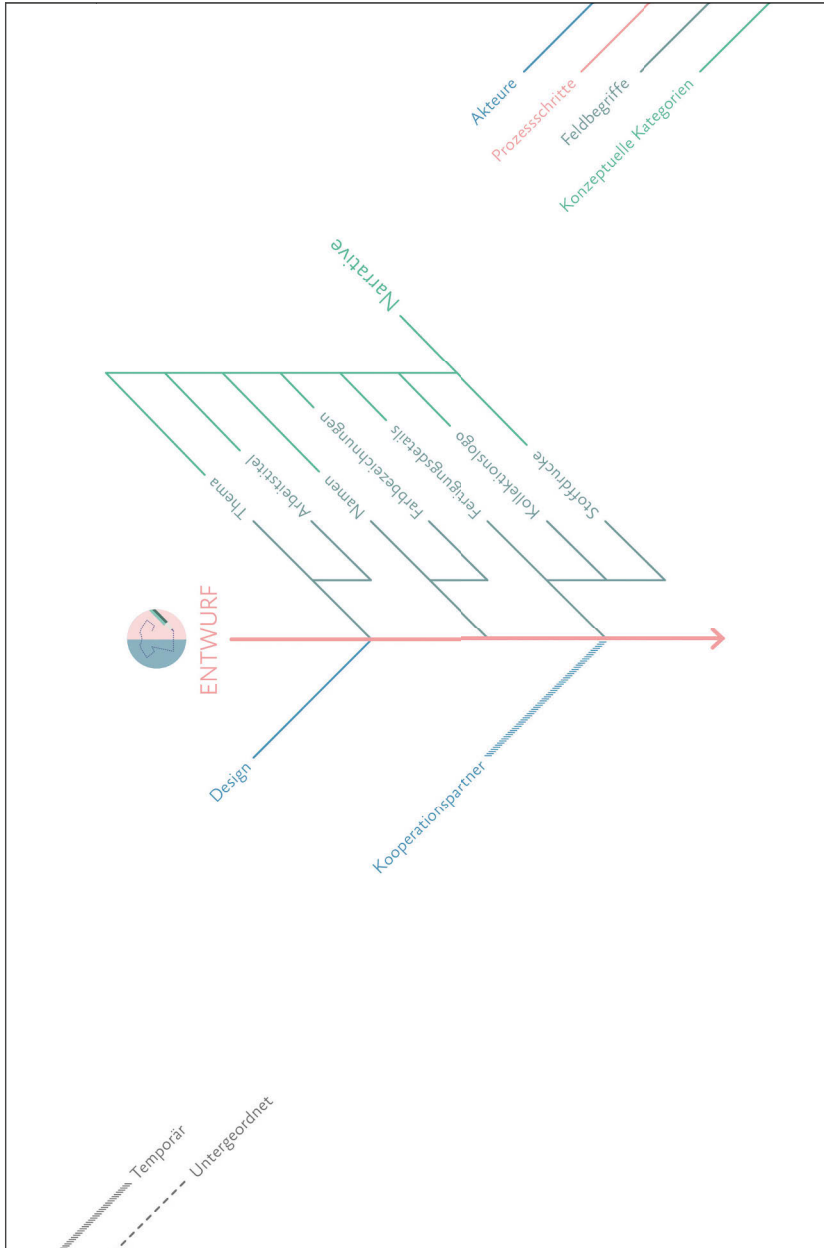 Akteure
Prozessschritte
Feldbegriffe
Konzeptuelle Kategorien
Narrative
Thema
Arbeitstitel
Namen
Farbbezeichnungen
Fertigungsdetails
Kollektionslogo
Stoffdrucke
ENTWURF
Design
Kooperationspartner
Temporär
Untergeordnet